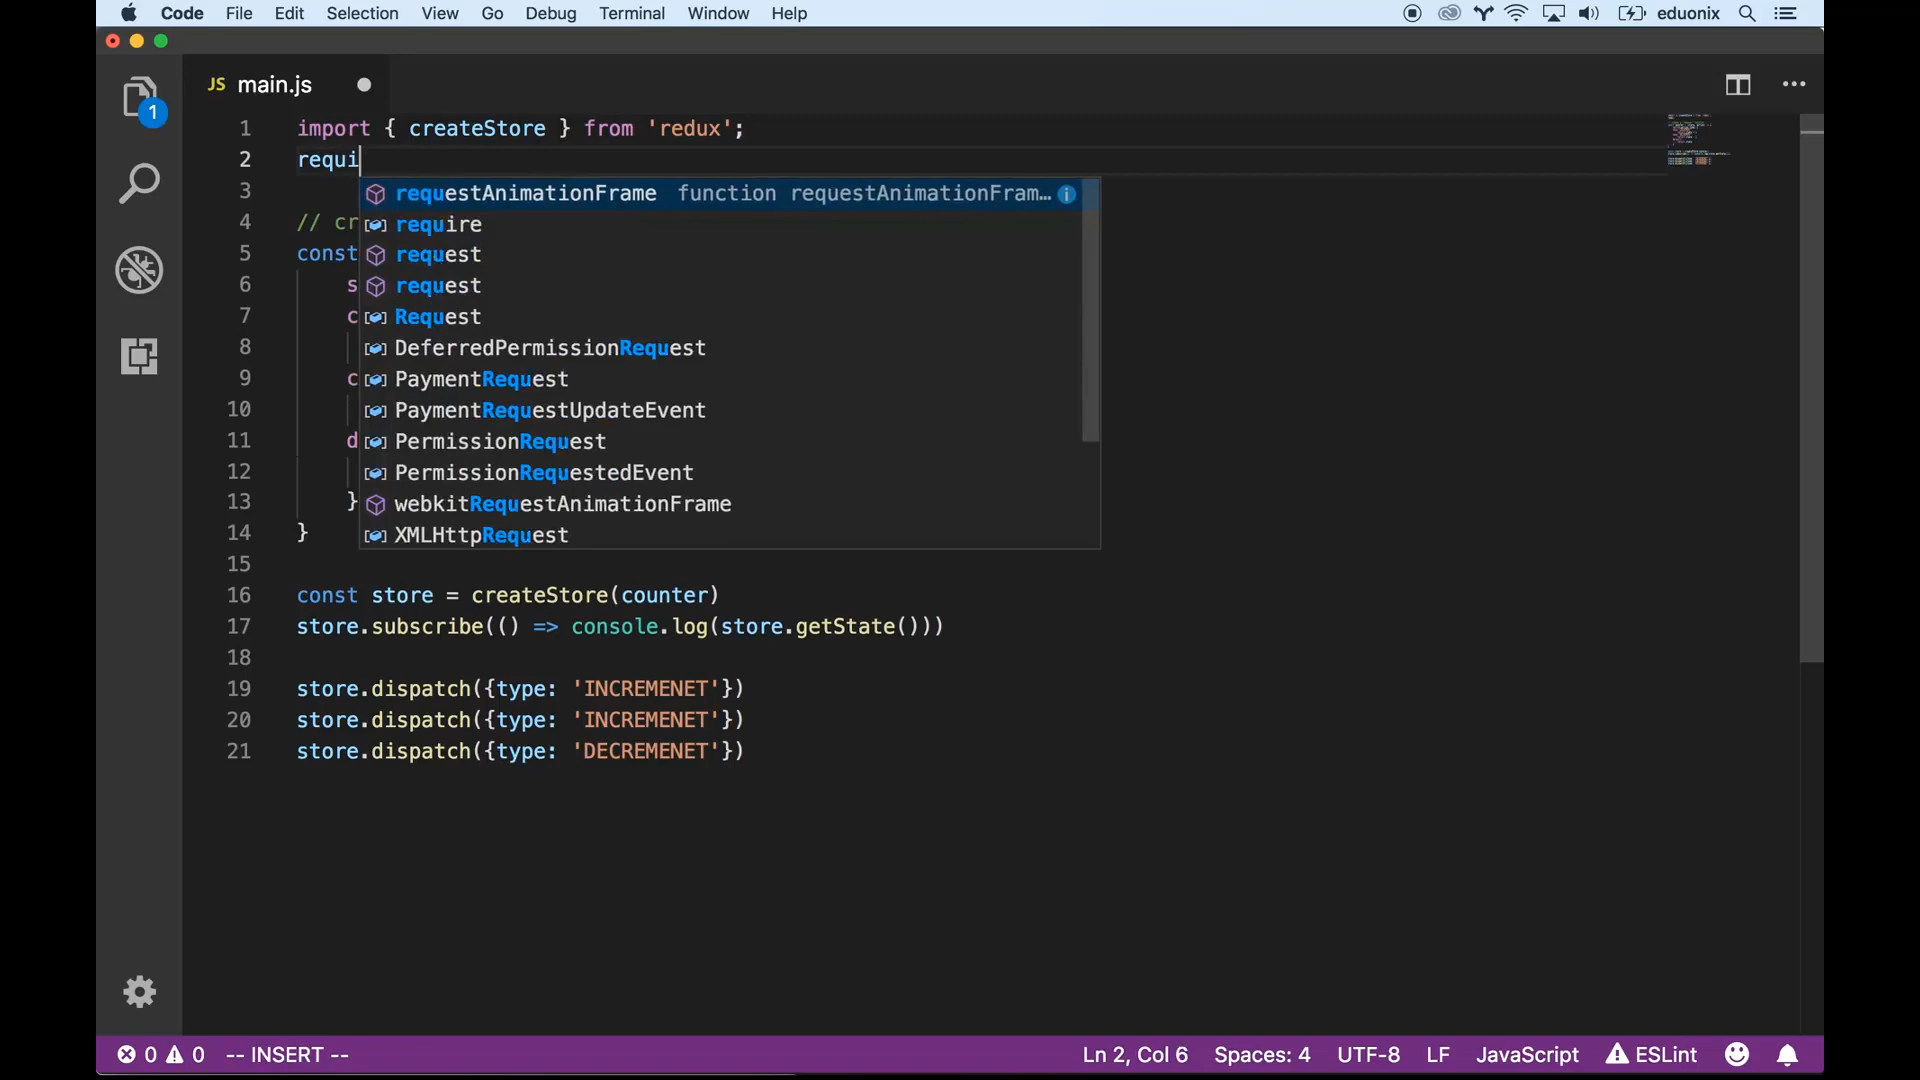 Code File Edit Selection View Go Debug Terminal Window Help eduonix
JS main.js
1
1 import { createStore } from 'redux';
2 requi
requestAnimationFrame function requestAnimationFram...
3
require
4 // cr
request
5 const
request
6 s
Request
7 c
DeferredPermissionRequest
8
PaymentRequest
9 c
PaymentRequestUpdateEvent
10
PermissionRequest
11 d
PermissionRequestedEvent
12
webkitRequestAnimationFrame
13 }
XMLHttpRequest
14 }
15
16 const store = createStore(counter)
17 store.subscribe(() => console.log(store.getState()))
18
19 store.dispatch({type: 'INCREMENET'})
20 store.dispatch({type: 'INCREMENET'})
21 store.dispatch({type: 'DECREMENET'})
0 0 -- INSERT -- Ln 2, Col 6 Spaces: 4 UTF-8 LF JavaScript ESLint